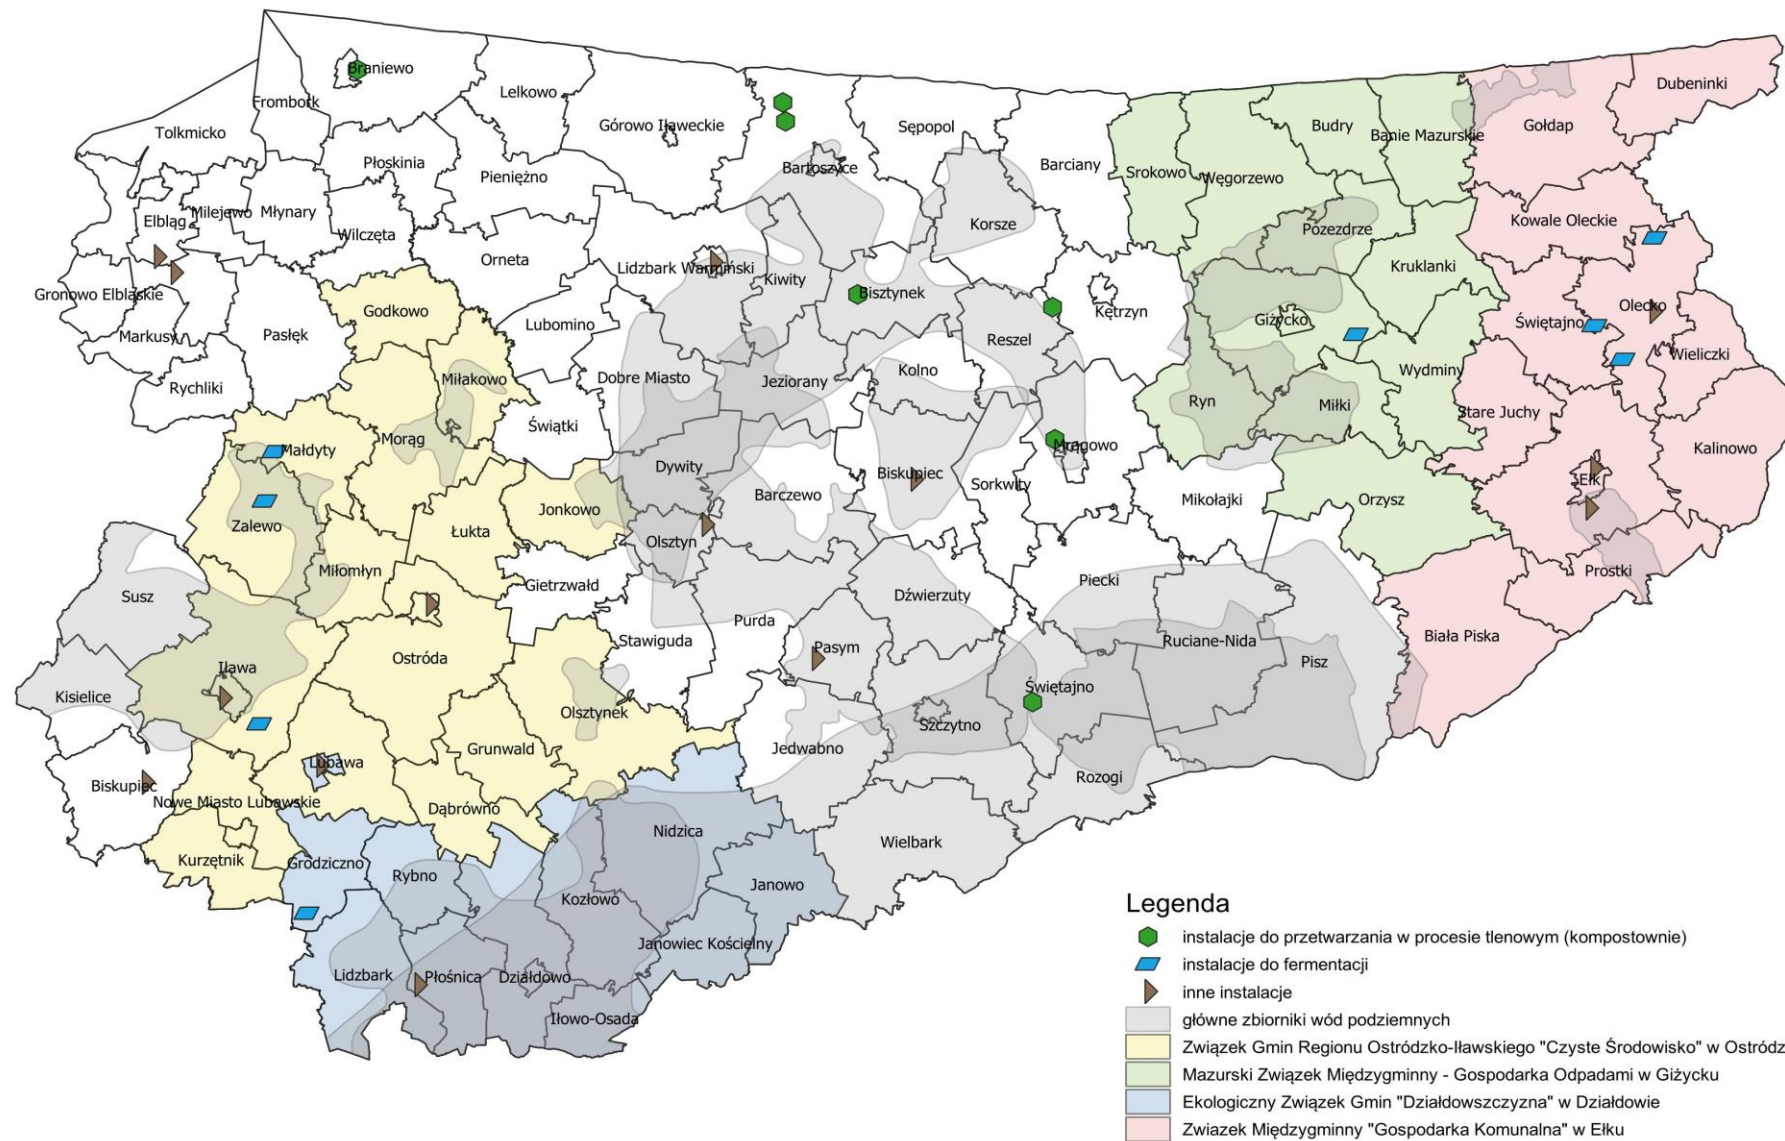 Braniewo
Lelkowo
Dubeninki
Frombork
Górowo Iławeckie
Sępopol
Budry
Banie Mazurskie
Gołdap
Tolkmicko
Płoskinia
Pieniężno
Bartoszyce
Barciany
Srokowo
Węgorzewo
Elbląg
Milejewo
Młynary
Wilczęta
Orneta
Korsze
Pozezdrze
Kowale Oleckie
Lidzbark Warmiński
Kiwity
Bisztynek
Kętrzyn
Kruklanki
Gronowo Elbląskie
Godkowo
Lubomino
Giżycko
Olecko
Markusy
Pasłęk
Reszel
Świętajno
Wieliczki
Rychliki
Miłakowo
Dobre Miasto
Jeziorany
Kolno
Wydminy
Ryn
Miłki
Stare Juchy
Świątki
Morąg
Małdyty
Mrągowo
Kalinowo
Dywity
Biskupiec
Sorkwity
Mikołajki
Ełk
Barczewo
Orzysz
Zalewo
Łukta
Jonkowo
Olsztyn
Miłomłyn
Gietrzwałd
Prostki
Susz
Dźwierzuty
Piecki
Purda
Stawiguda
Pasym
Ruciane-Nida
Pisz
Biała Piska
Ostróda
Iława
Kisielice
Świętajno
Olsztynek
Szczytno
Grunwald
Jedwabno
Lubawa
Biskupiec
Rozogi
Nowe Miasto Lubawskie
Dąbrówno
Nidzica
Wielbark
Kurzętnik
Grodziczno
Rybno
Janowo
Kozłowo
Janowiec Kościelny
Lidzbark
Płośnica
Działdowo
Iłowo-Osada
Legenda
instalacje do przetwarzania w procesie tlenowym (kompostownie)
instalacje do fermentacji
inne instalacje
główne zbiorniki wód podziemnych
Związek Gmin Regionu Ostródzko-Iławskiego "Czyste Środowisko" w Ostródz
Mazurski Związek Międzygminny - Gospodarka Odpadami w Giżycku
Ekologiczny Związek Gmin "Działdowszczyzna" w Działdowie
Zwiazek Międzygminny "Gospodarka Komunalna" w Ełku